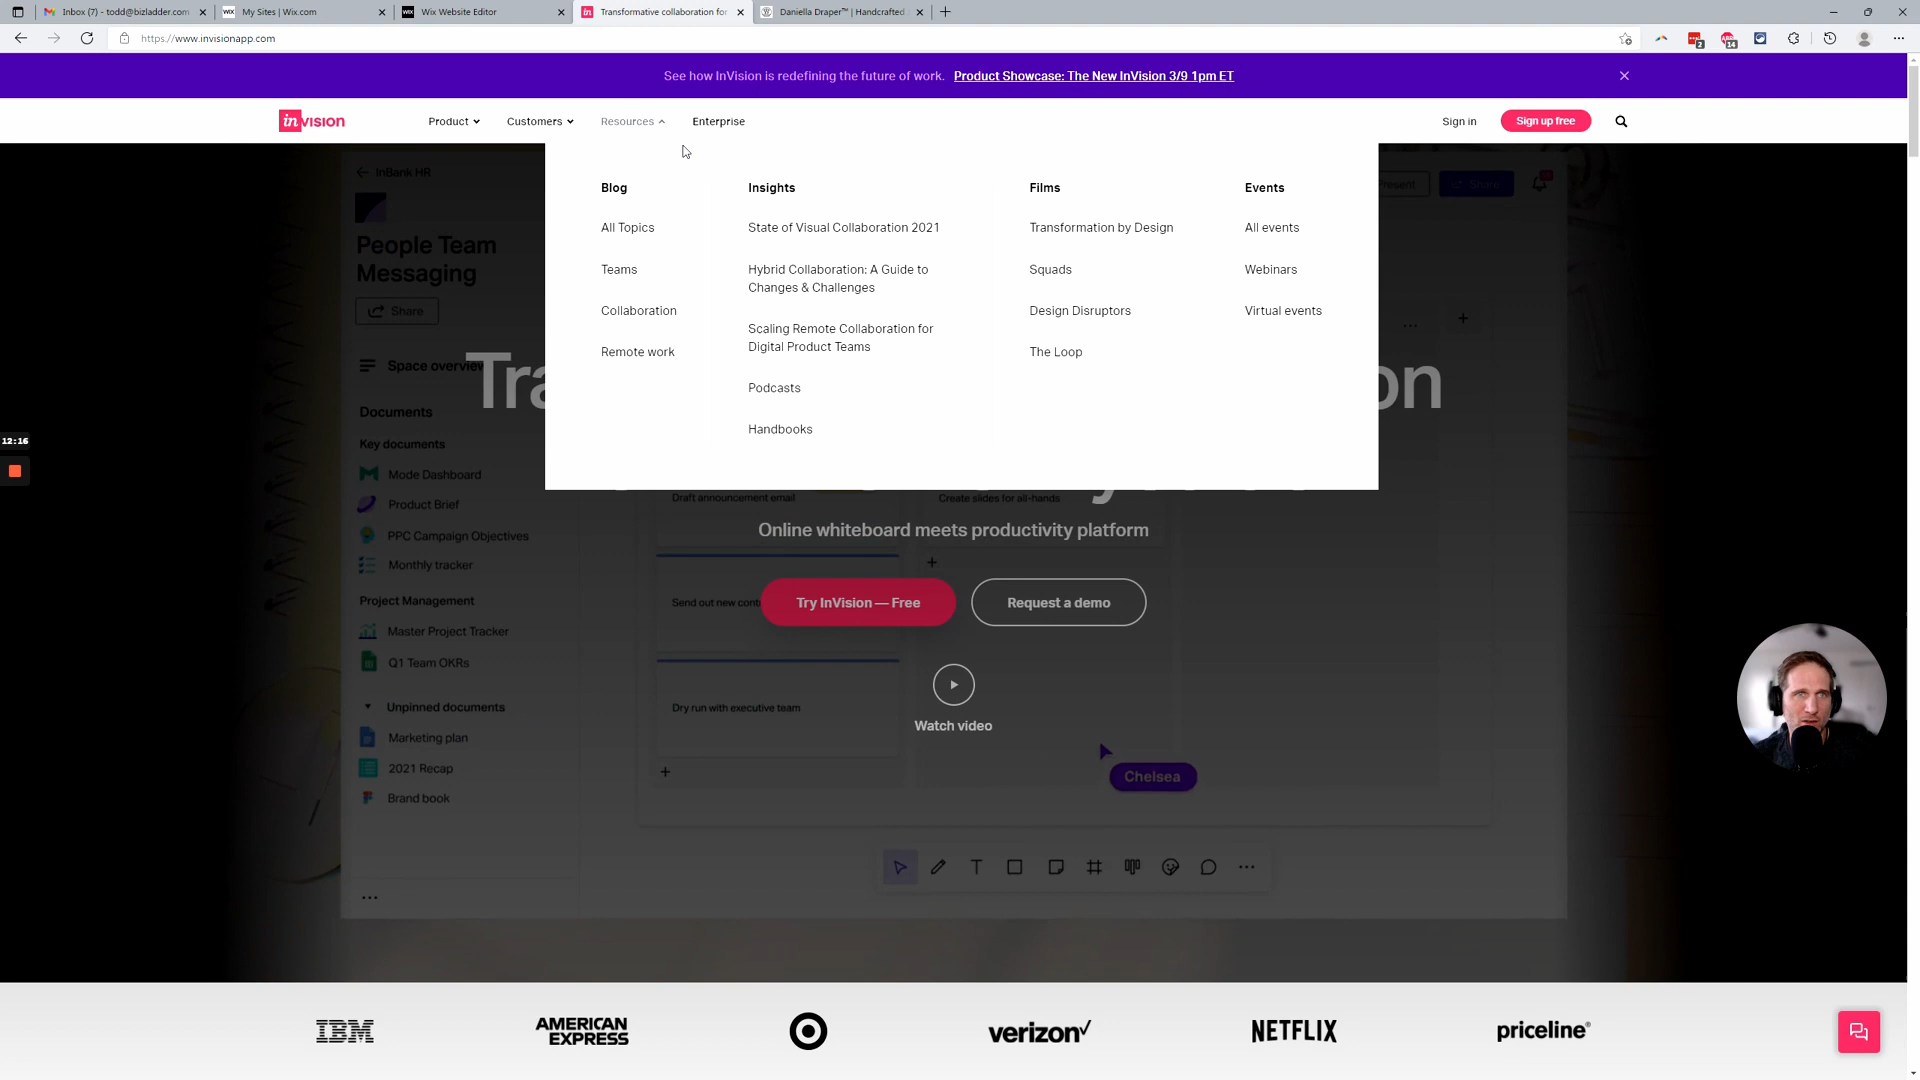 Inbox (7) - todd@bizladder.com
WIX My Sites | Wix.com
WIX Wix Website Editor
in Transformative collaboration for
Daniella Draper™ | Handcrafted
https://www.invisionapp.com
2
14
See how InVision is redefining the future of work. Product Showcase: The New InVision 3/9 1pm ET
invision
Product
Customers
Resources
Enterprise
Sign in
Sign up free
InBank HR
Present
Share
People Team
Messaging
Share
Space overview
Documents
Key documents
Mode Dashboard
Product Brief
PPC Campaign Objectives
Monthly tracker
Project Management
Master Project Tracker
Q1 Team OKRs
Unpinned documents
Marketing plan
2021 Recap
Brand book
Blog
All Topics
Teams
Collaboration
Remote work
Insights
State of Visual Collaboration 2021
Hybrid Collaboration: A Guide to
Changes & Challenges
Scaling Remote Collaboration for
Digital Product Teams
Podcasts
Handbooks
Films
Transformation by Design
Squads
Design Disruptors
The Loop
Events
All events
Webinars
Virtual events
12:16
Draft announcement email
Create slides for all-hands
Online whiteboard meets productivity platform
Send out new cont
Try InVision — Free
Request a demo
Dry run with executive team
Watch video
Chelsea
T
IBM
AMERICAN
EXPRESS
verizon✓
NETFLIX
priceline®